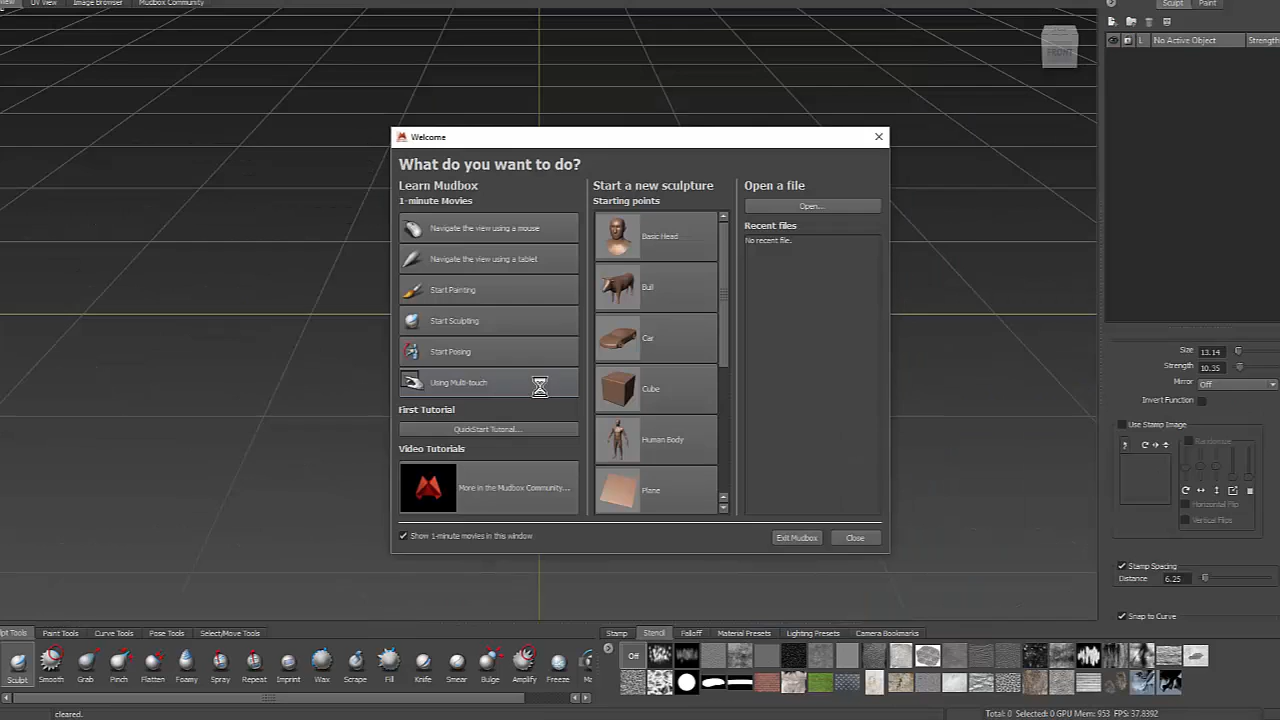 UV View Image Browser Mudbox Community
Sculpt Paint
L No Active Object Strength
FRONT
Welcome
What do you want to do?
Learn Mudbox
1-minute Movies
Navigate the view using a mouse
Navigate the view using a tablet
Start Painting
Start Sculpting
Start Posing
Using Multi-touch
First Tutorial
QuickStart Tutorial...
Video Tutorials
More in the Mudbox Community...
Show 1-minute movies in this window
Start a new sculpture
Starting points
Basic Head
Bull
Car
Cube
Human Body
Plane
Open a file
Open...
Recent files
No recent file.
Exit Mudbox Close
Size 13.14
Strength 10.35
Mirror Off
Invert Function
Use Stamp Image
Randomize
Horizontal Flip
Vertical Flips
Stamp Spacing
Distance 6.25
Snap to Curve
Tools Paint Tools Curve Tools Pose Tools Select/Move Tools
Sculpt Smooth Grab Pinch Flatten Foamy Spray Repeat Imprint Wax Scrape Fill Knife Smear Bulge Amplify Freeze
Stamp Stencil Falloff Material Presets Lighting Presets Camera Bookmarks
Off
cleared.
Total: 0 Selected: 0 GPU Mem: 953 FPS: 37.8392